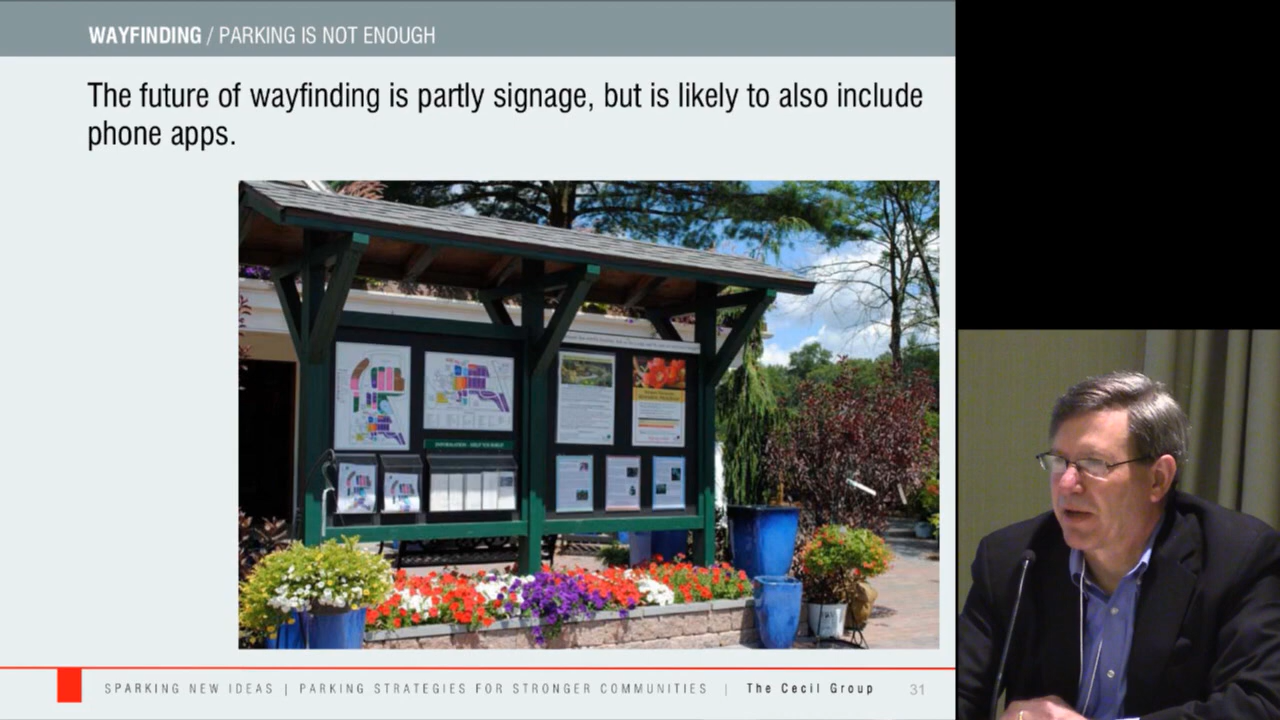 WAYFINDING / PARKING IS NOT ENOUGH
The future of wayfinding is partly signage, but is likely to also include
phone apps.
SPARKING NEW IDEAS | PARKING STRATEGIES FOR STRONGER COMMUNITIES | The Cecil Group 31